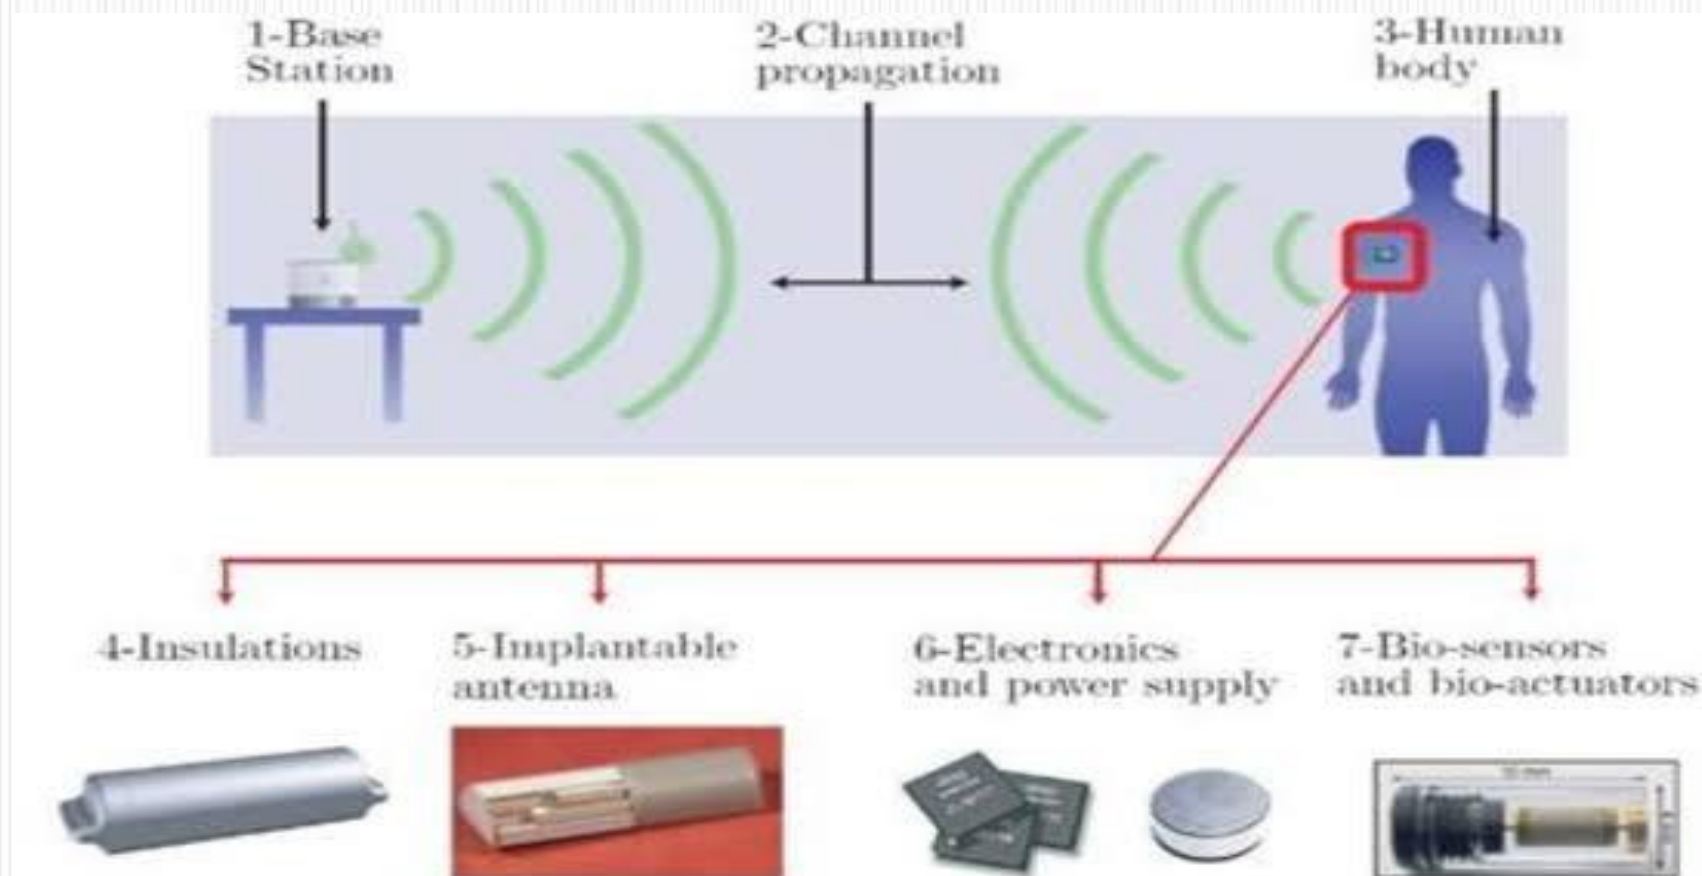 1-Base
Station
2-Channel
propagation
3-Human
body
4-Insulations
5-Implantable
antenna
6-Electronics
and power supply
7-Bio-sensors
and bio-actuators